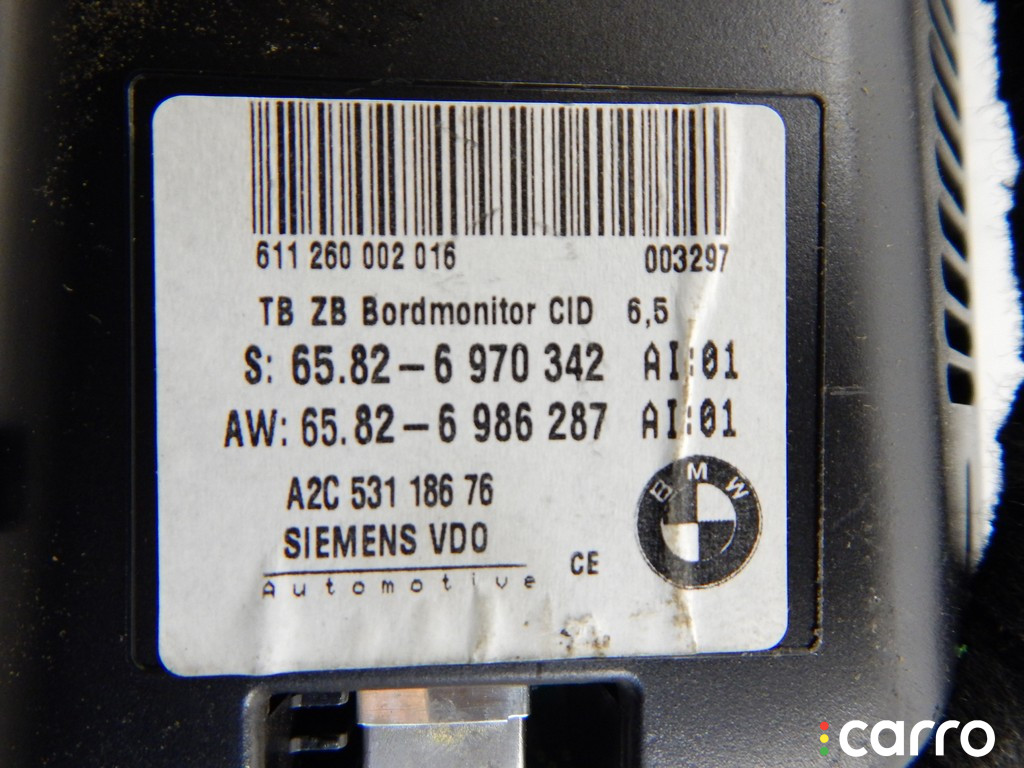 611 260 002 016 003297
TB ZB Bordmonitor CID 6,5
S: 65.82-6 970 342 AI:01
AW: 65.82-6 986 287 AI:01
A2C 531 186 76
SIEMENS VDO
Automotive
CE
BMW
carro